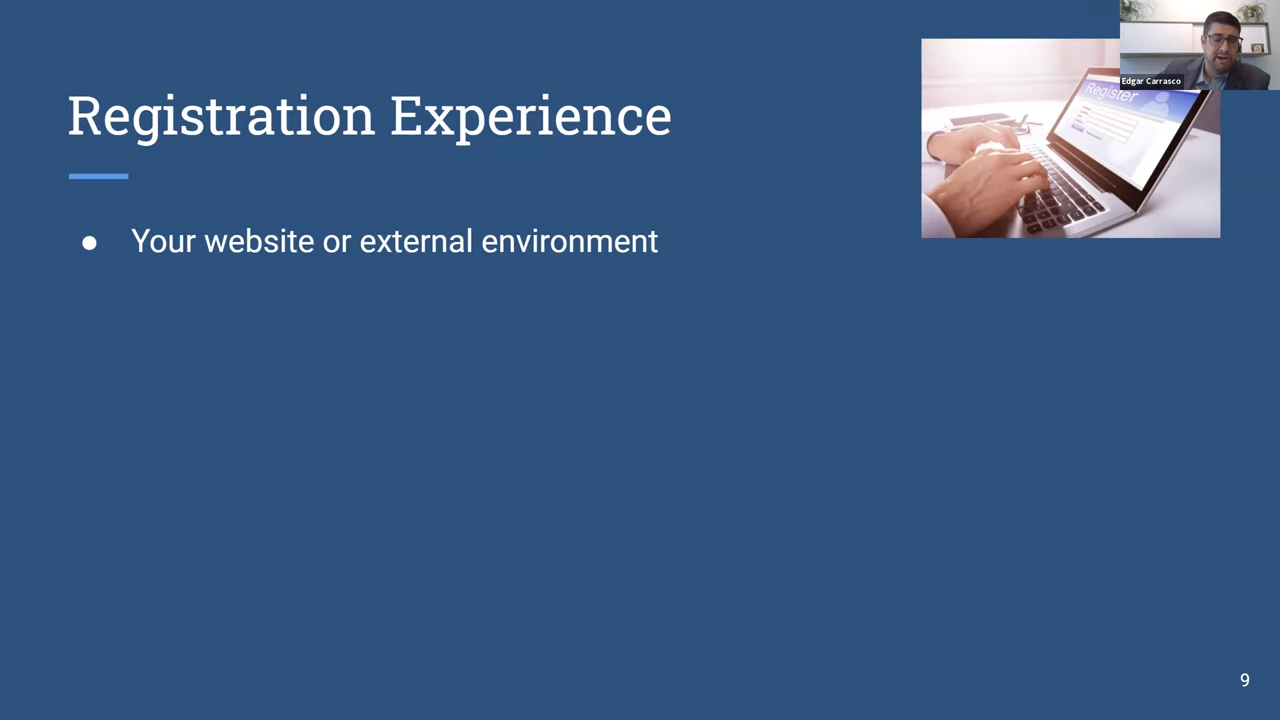 Edgar Carrasco
Register
Registration Experience
● Your website or external environment
9